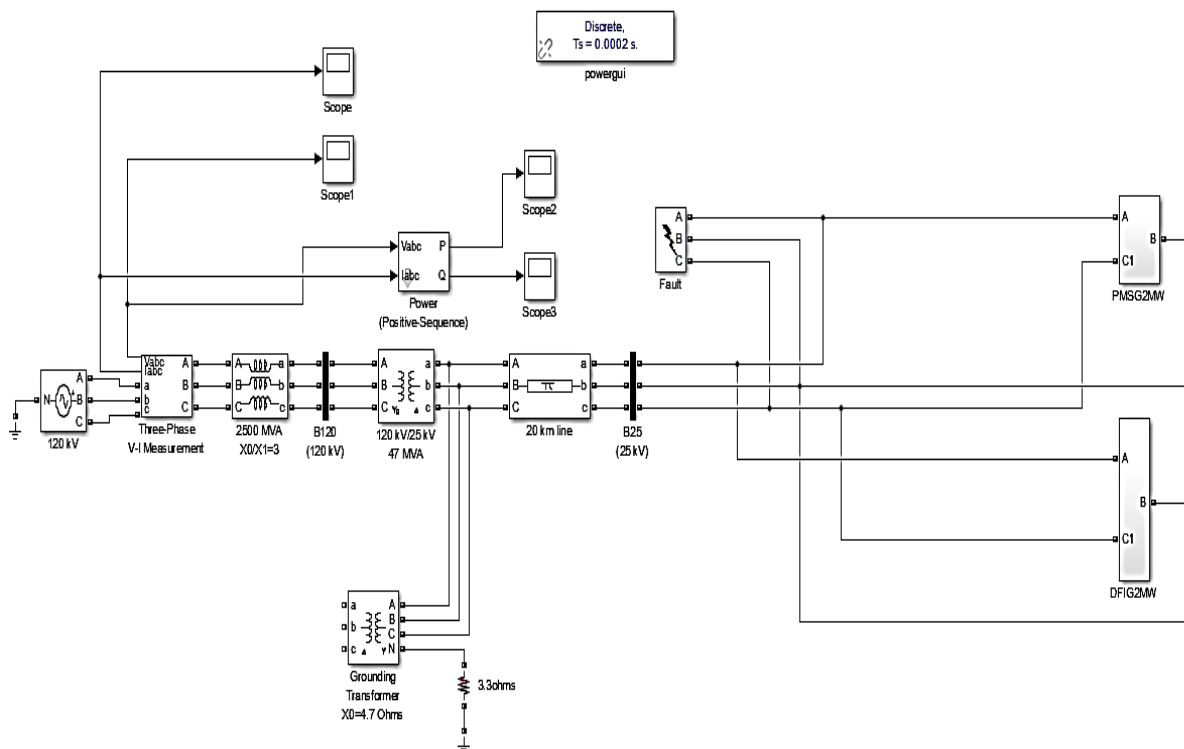 Discrete,
Ts = 0.0002 s.
powergui
Scope
Scope1
Scope2
Scope3
Vabc P
Iabc Q
Power
(Positive-Sequence)
A
B
C
Fault
A
B
C1
PMSG2MW
N
A
B
C
120 kV
Vabc
Iabc
A
a
B
b
C
c
Three-Phase
V-I Measurement
A a
B b
C c
2500 MVA
X0/X1=3
B120
(120 kV)
A a
B b
C c
Yg Δ
120 kV/25 kV
47 MVA
A a
B b
C c
20 km line
B25
(25 kV)
A
B
C1
DFIG2MW
a A
b B
C
c N
Δ Y
Grounding
Transformer
X0=4.7 Ohms
3.3ohms